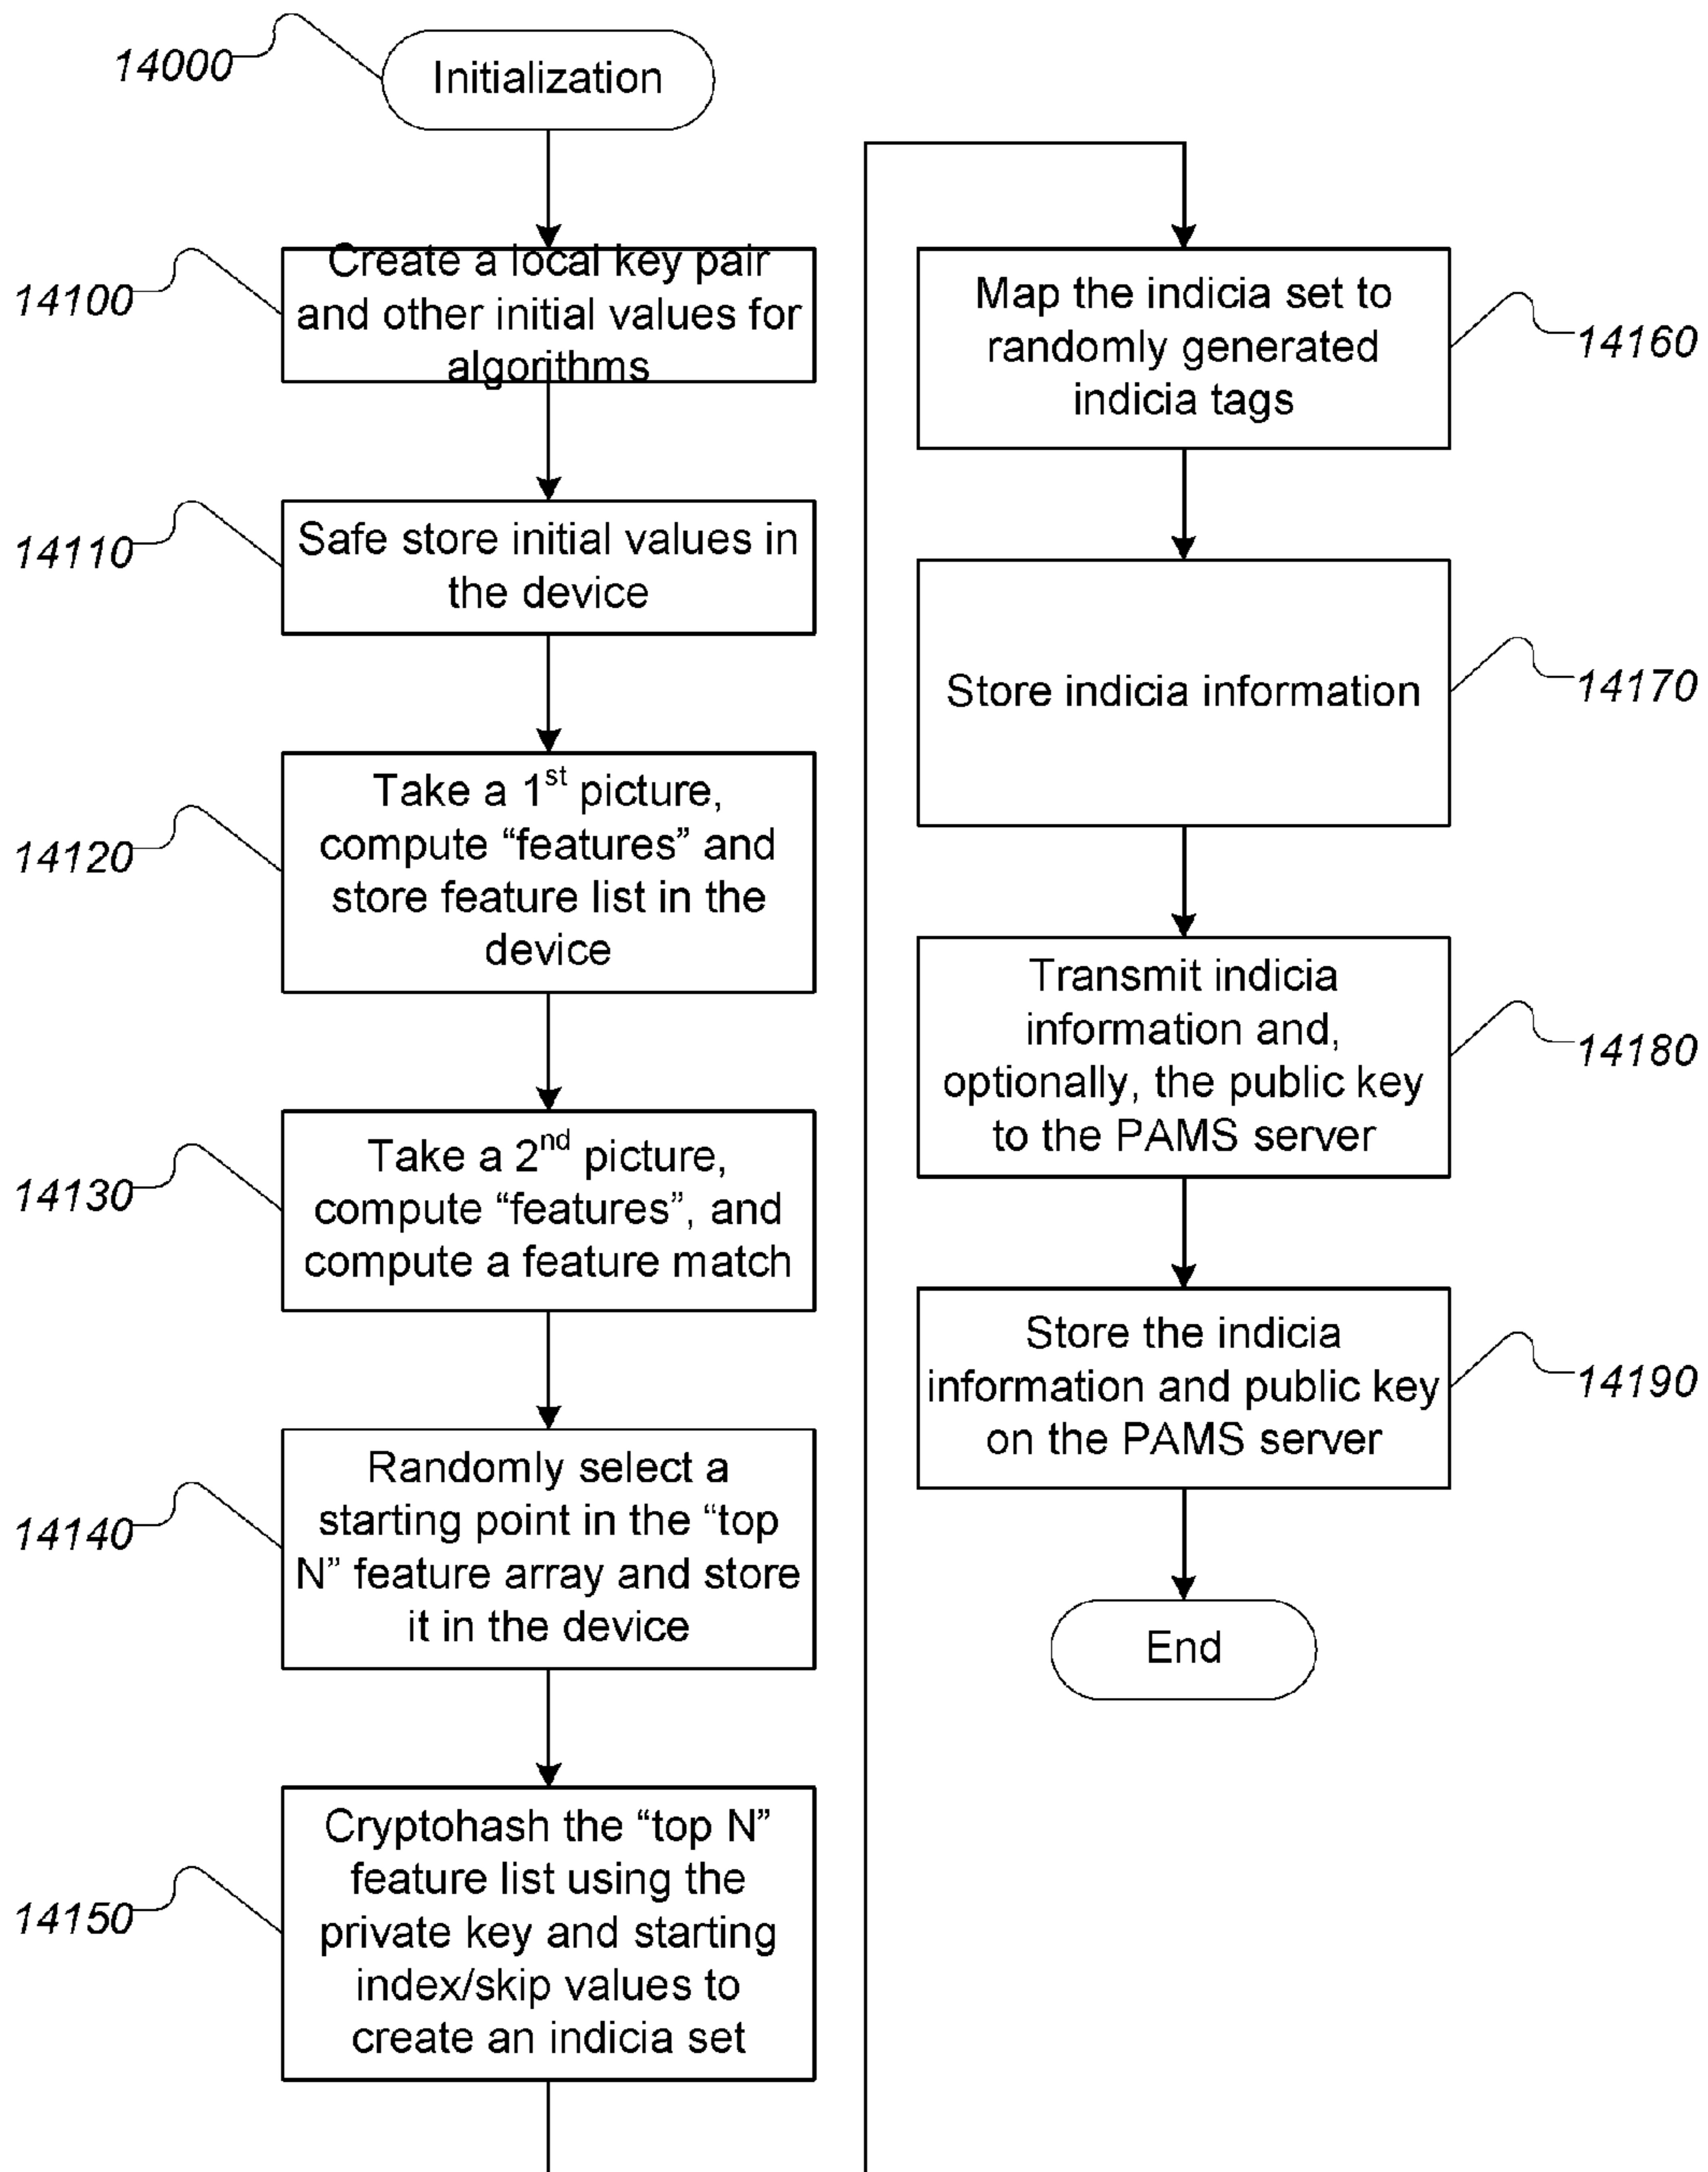 14000
Initialization
14100
Create a local key pair
and other initial values for
algorithms
14110
Safe store initial values in
the device
14120
Take a 1st picture,
compute “features” and
store feature list in the
device
14130
Take a 2nd picture,
compute “features”, and
compute a feature match
14140
Randomly select a
starting point in the “top
N” feature array and store
it in the device
14150
Cryptohash the “top N”
feature list using the
private key and starting
index/skip values to
create an indicia set
Map the indicia set to
randomly generated
indicia tags
14160
Store indicia information
14170
Transmit indicia
information and,
optionally, the public key
to the PAMS server
14180
Store the indicia
information and public key
on the PAMS server
14190
End